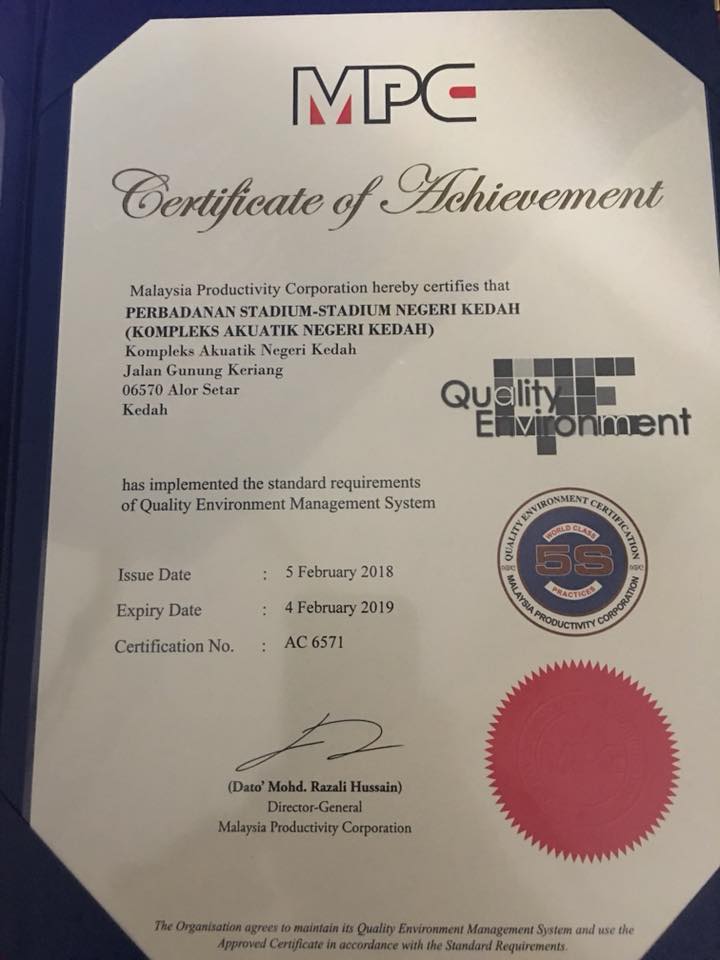 MPC
Certificate of Achievement
Malaysia Productivity Corporation hereby certifies that
PERBADANAN STADIUM-STADIUM NEGERI KEDAH
(KOMPLEKS AKUATIK NEGERI KEDAH)
Kompleks Akuatik Negeri Kedah
Jalan Gunung Keriang
06570 Alor Setar
Kedah
Quality
Environment
has implemented the standard requirements
of Quality Environment Management System
QUALITY ENVIRONMENT CERTIFICATION
WORLD CLASS
5S
PRACTICES
MALAYSIA PRODUCTIVITY CORPORATION
Issue Date : 5 February 2018
Expiry Date : 4 February 2019
Certification No. : AC 6571
(Dato' Mohd. Razali Hussain)
Director-General
Malaysia Productivity Corporation
The Organisation agrees to maintain its Quality Environment Management System and use the
Approved Certificate in accordance with the Standard Requirements.